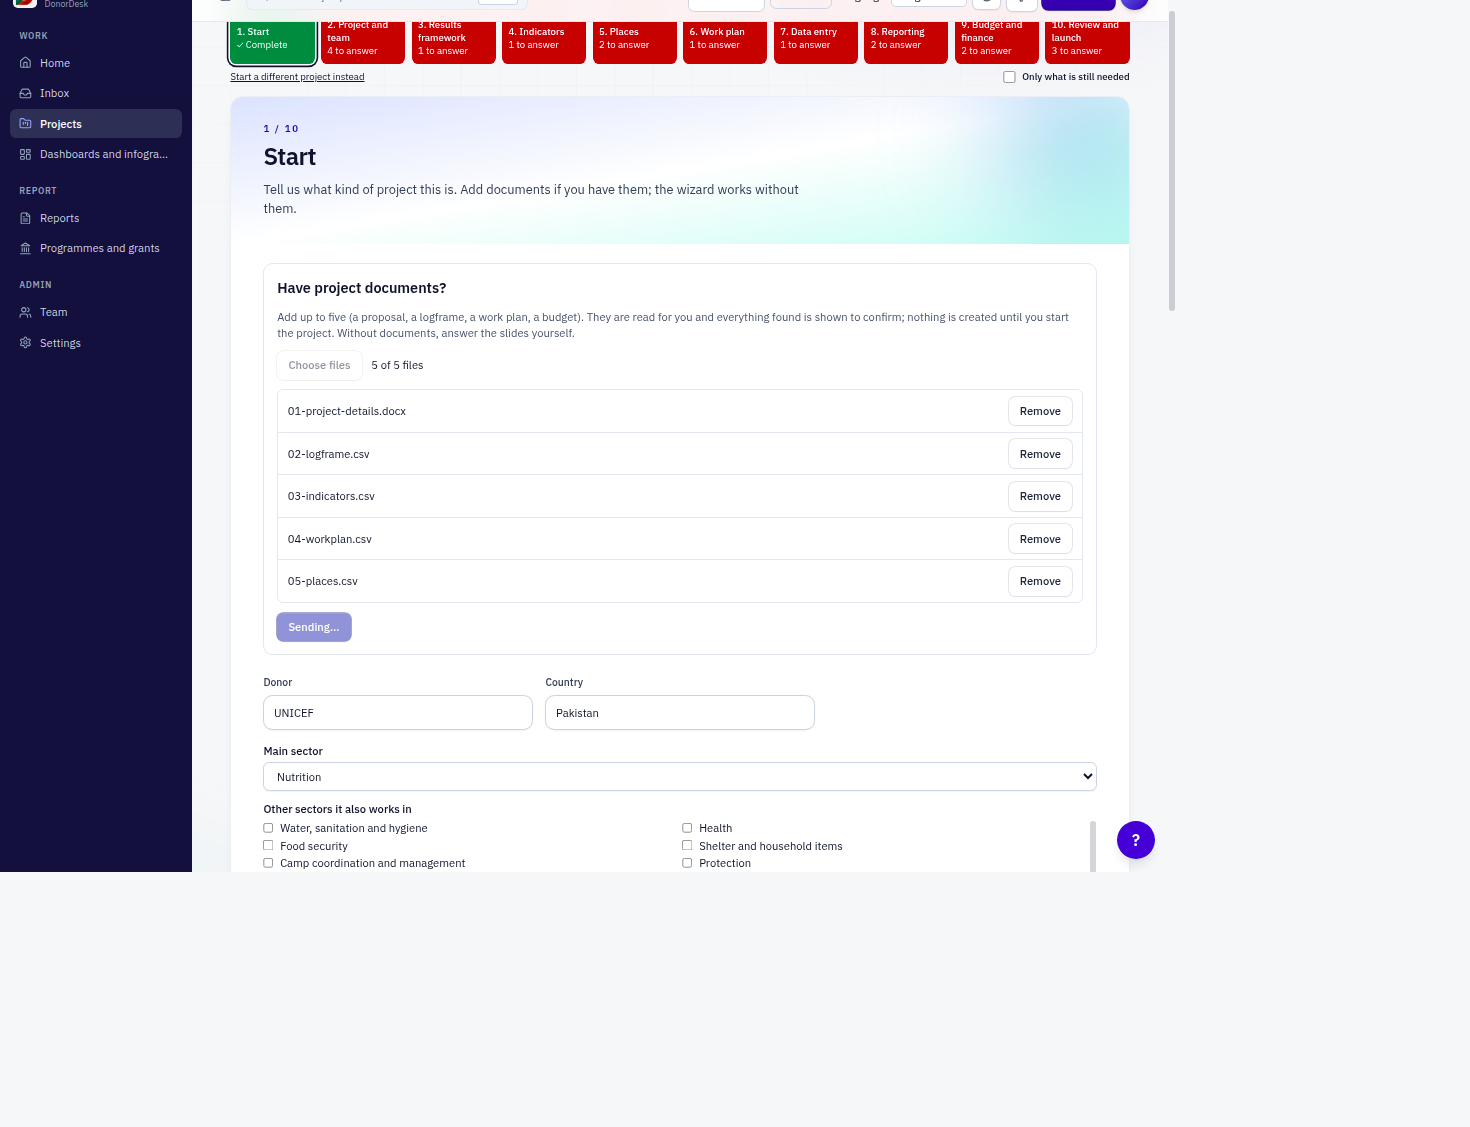 DonorDesk
WORK
Home
Inbox
Projects
Dashboards and infogra...
REPORT
Reports
Programmes and grants
ADMIN
Team
Settings
1. Start
✓ Complete
2. Project and
team
4 to answer
3. Results
framework
1 to answer
4. Indicators
1 to answer
5. Places
2 to answer
6. Work plan
1 to answer
7. Data entry
1 to answer
8. Reporting
2 to answer
9. Budget and
finance
2 to answer
10. Review and
launch
3 to answer
Start a different project instead
Only what is still needed
1 / 10
Start
Tell us what kind of project this is. Add documents if you have them; the wizard works without
them.
Have project documents?
Add up to five (a proposal, a logframe, a work plan, a budget). They are read for you and everything found is shown to confirm; nothing is created until you start
the project. Without documents, answer the slides yourself.
Choose files
5 of 5 files
01-project-details.docx
Remove
02-logframe.csv
Remove
03-indicators.csv
Remove
04-workplan.csv
Remove
05-places.csv
Remove
Sending...
Donor
Country
UNICEF
Pakistan
Main sector
Nutrition
Other sectors it also works in
Water, sanitation and hygiene
Health
Food security
Shelter and household items
Camp coordination and management
Protection
?